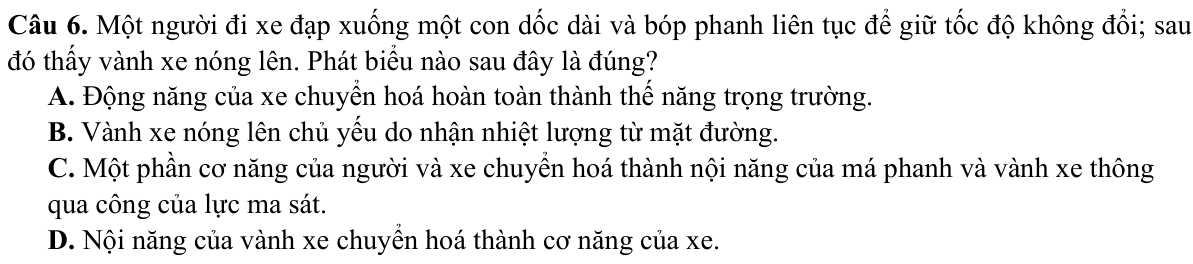 Câu 6. Một người đi xe đạp xuống một con dốc dài và bóp phanh liên tục để giữ tốc độ không đổi; sau
đó thấy vành xe nóng lên. Phát biểu nào sau đây là đúng?
A. Động năng của xe chuyển hoá hoàn toàn thành thế năng trọng trường.
B. Vành xe nóng lên chủ yếu do nhận nhiệt lượng từ mặt đường.
C. Một phần cơ năng của người và xe chuyển hoá thành nội năng của má phanh và vành xe thông
qua công của lực ma sát.
D. Nội năng của vành xe chuyển hoá thành cơ năng của xe.